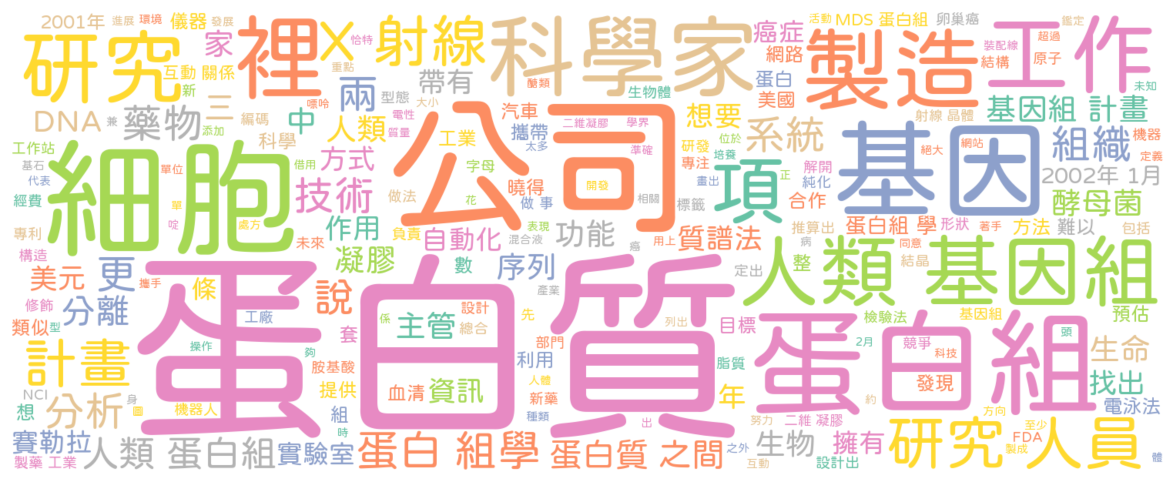 2001年 進展 環境 儀器 發展
研究 裡 X 射線 科學家 癌症 活動 MDS 蛋白組 卵巢癌 鑑定
家 恰特 重點 網路 製造 裝配線 超過 工作
互動 關係 新 帶有 蛋白 結構 原子 未知
三 兩 型態 生物體 美國 基因組 計畫
DNA 兼 藥物 編碼 中 嘌呤 電性 大小 醣類 汽車 想要 射線 晶體
添加 人類 質量 工業 攜帶 二維凝膠 學界 系統 基因 組織 機器
工作站 科學 太多 準確 研發 位於 絕大 網站 定義
細胞 公司 項
基石 單位 借用 方式 字母 曉得 開發 專注 培養 解開 2002年 1月
代表 技術 做法 花 做 事 畫出 正 純化
經費 單 標籤 相關 合作 酵母菌
專利 啶 處方 作用 負責 表現 功能 推算出 蛋白組 學 形狀 著手 方法 難以 包括
構造 未來 自動化 混合液 癌 用上 質譜法 病 同意
美元 更 凝膠 數 序列 定出 整 結晶 人類 基因組
修飾 攜手 條 說 設計 產業 蛋白質 蛋白組
類似 型 分離 工廠 套 主管 係 綜合 先 列出 目標 檢驗法 基因組 預估
計畫 操作 夠 部門 脂質 2月 競爭 頭 生命
胺基酸 利用 科技
NCI 身 提供 血清 資訊 人體 新藥 年 發現 找出
想 分析 圖 機器人 組 種類 出 約 努力 二維 凝膠 方向 電泳法
賽勒拉 時 至少
製藥 工業 人類 蛋白組 實驗室 蛋白 組學 蛋白質 之間 之外 生物 擁有 研究 人員 FDA
互動 設計出 製成 體